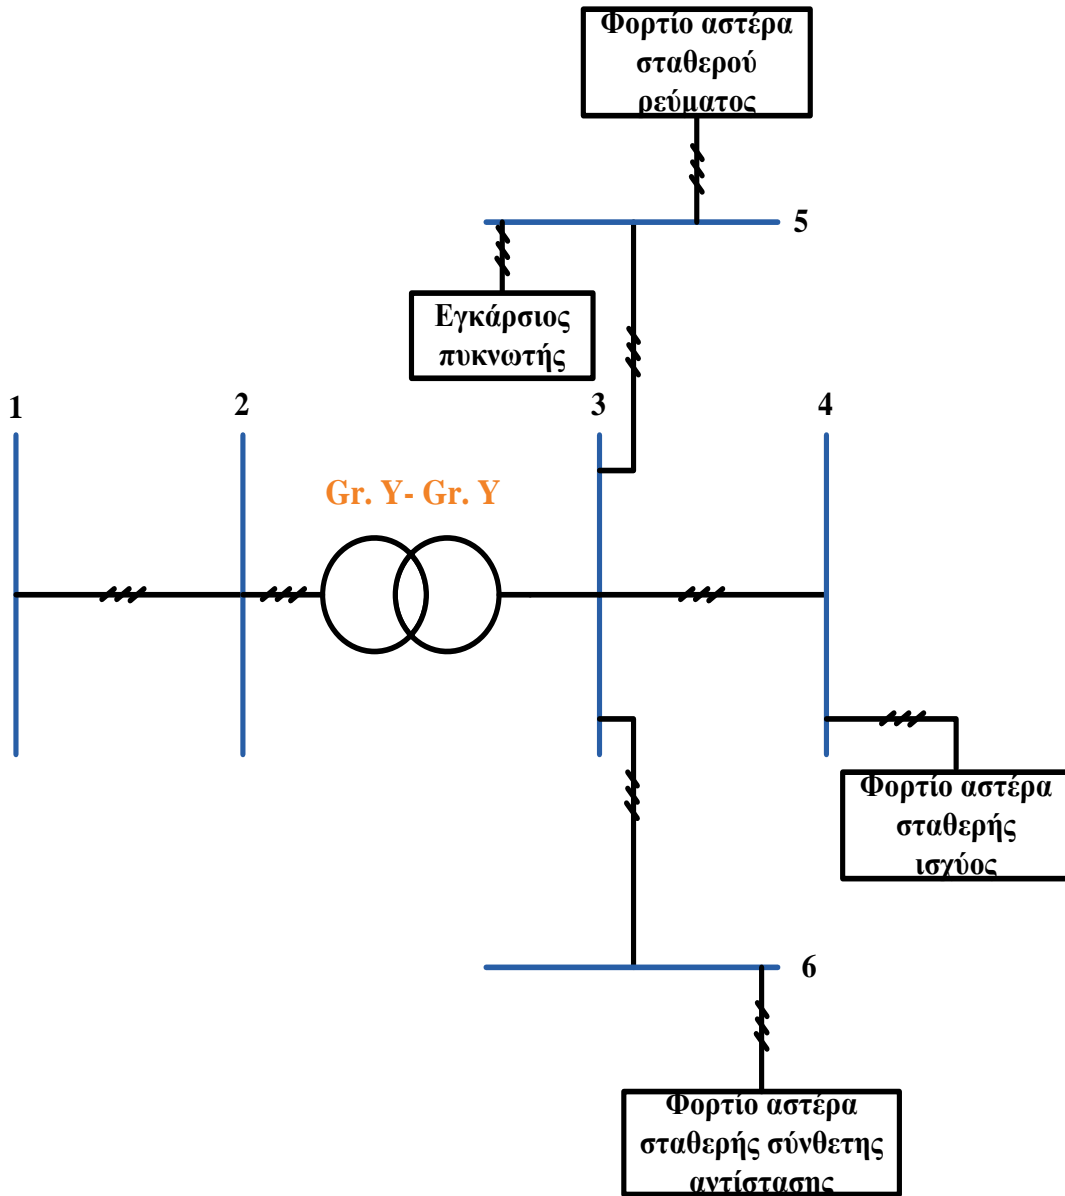 Φορτίο αστέρα
σταθερού
ρεύματος
5
Εγκάρσιος
πυκνωτής
1
2
3
4
Gr. Y- Gr. Y
Φορτίο αστέρα
σταθερής
ισχύος
6
Φορτίο αστέρα
σταθερής σύνθετης
αντίστασης